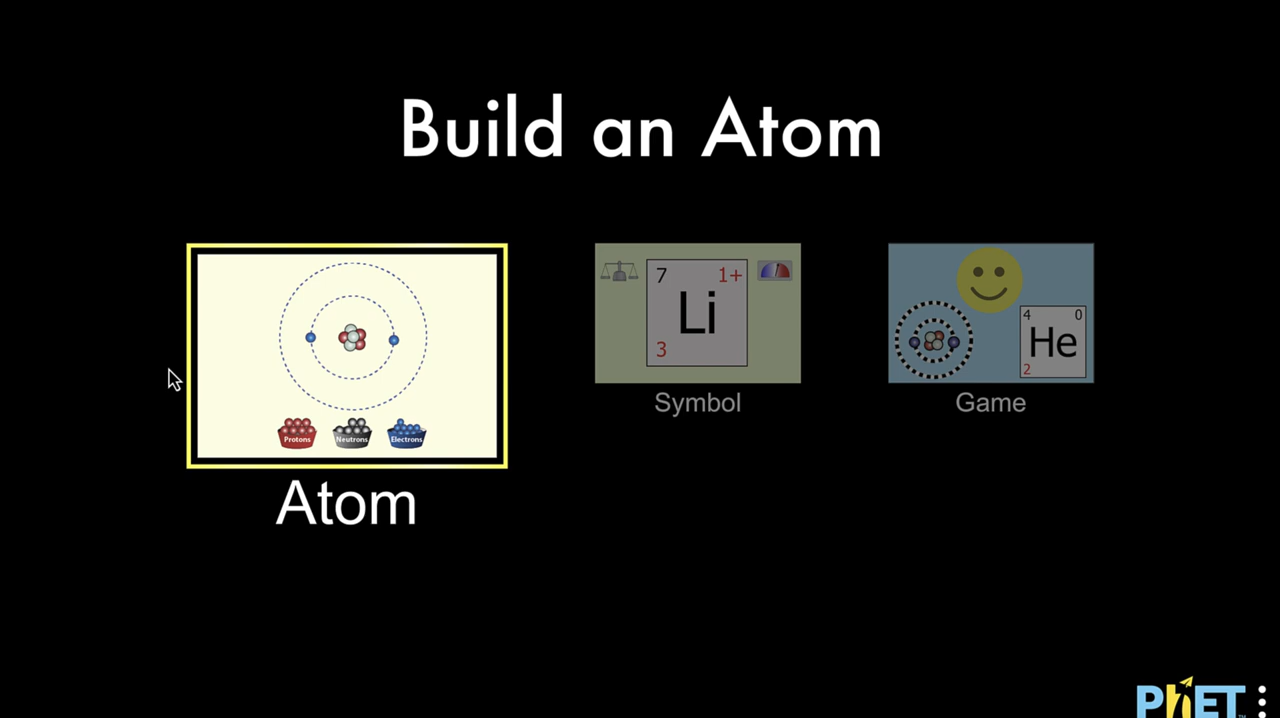 Build an Atom
7 1+
Li
3
4 0
He
2
Protons Neutrons Electrons
Symbol
Game
Atom
PhET